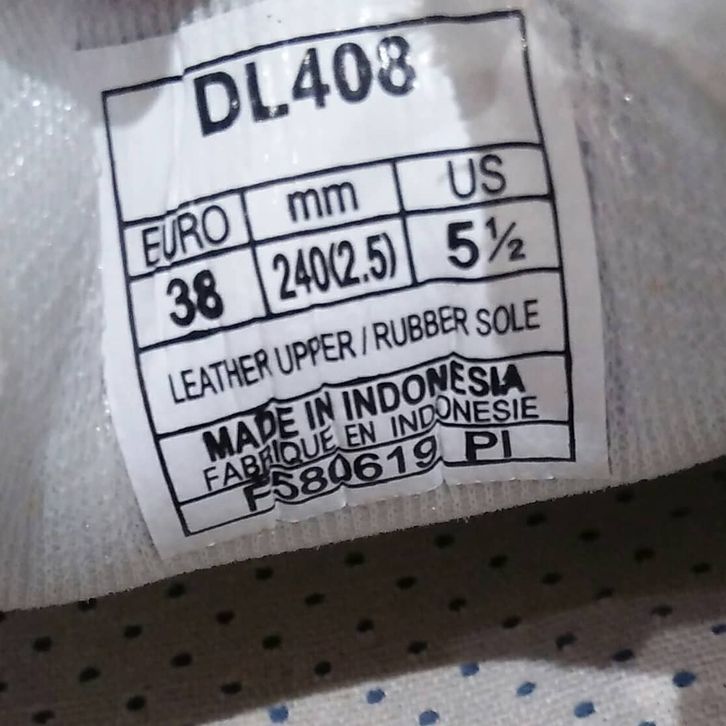 DL408
EURO mm US
38 240(2.5) 5½
LEATHER UPPER / RUBBER SOLE
MADE IN INDONESIA
FABRIQUE EN INDONESIE
F580619 PI